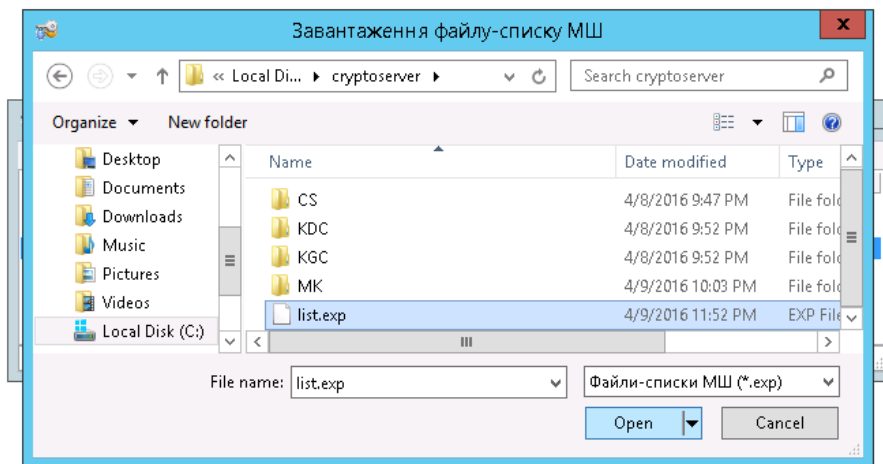 Завантаження файлу-списку МШ
« Local Di... cryptoserver
Search cryptoserver
Organize New folder
Name Date modified Type
Desktop
Documents
Downloads
Music
Pictures
Videos
Local Disk (C:)
CS 4/8/2016 9:47 PM File fold
KDC 4/8/2016 9:52 PM File fold
KGC 4/8/2016 9:52 PM File fold
MK 4/9/2016 10:03 PM File fold
list.exp 4/9/2016 11:52 PM EXP File
File name: list.exp Файли-списки МШ (*.exp)
Open Cancel